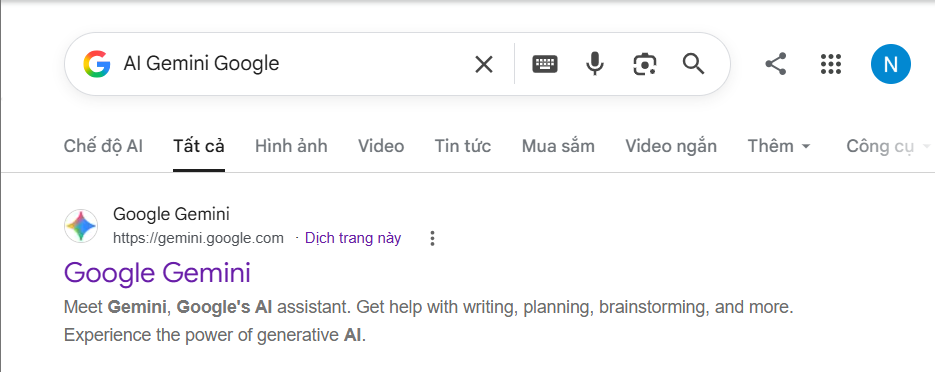 AI Gemini Google
N
Chế độ AI Tất cả Hình ảnh Video Tin tức Mua sắm Video ngắn Thêm Công cụ
Google Gemini
https://gemini.google.com · Dịch trang này
Google Gemini
Meet Gemini, Google's AI assistant. Get help with writing, planning, brainstorming, and more.
Experience the power of generative AI.